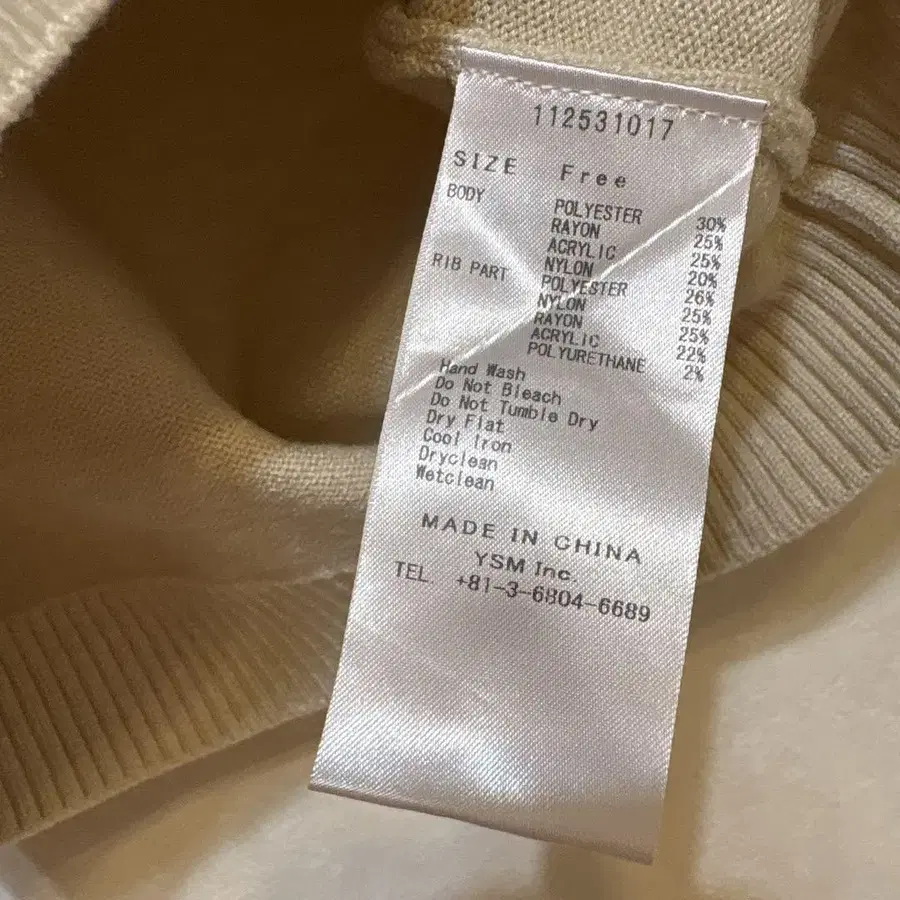 112531017
SIZE Free
BODY POLYESTER 30%
RAYON 25%
ACRYLIC 25%
NYLON 20%
RIB PART POLYESTER 26%
NYLON 25%
RAYON 25%
ACRYLIC 22%
POLYURETHANE 2%
Hand Wash
Do Not Bleach
Do Not Tumble Dry
Dry Flat
Cool Iron
Dryclean
Wetclean
MADE IN CHINA
YSM Inc.
TEL +81-3-6804-6689